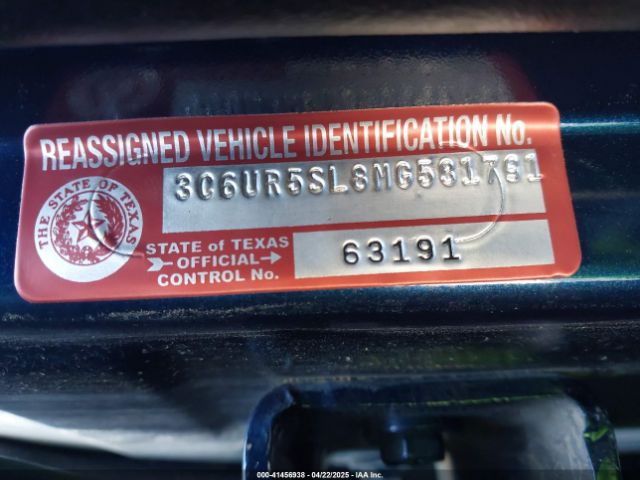 REASSIGNED VEHICLE IDENTIFICATION No.
3C6UR5SL8MG531791
THE STATE OF TEXAS
STATE of TEXAS
OFFICIAL
CONTROL No.
63191
000-41456938 - 04/22/2025 - IAA Inc.